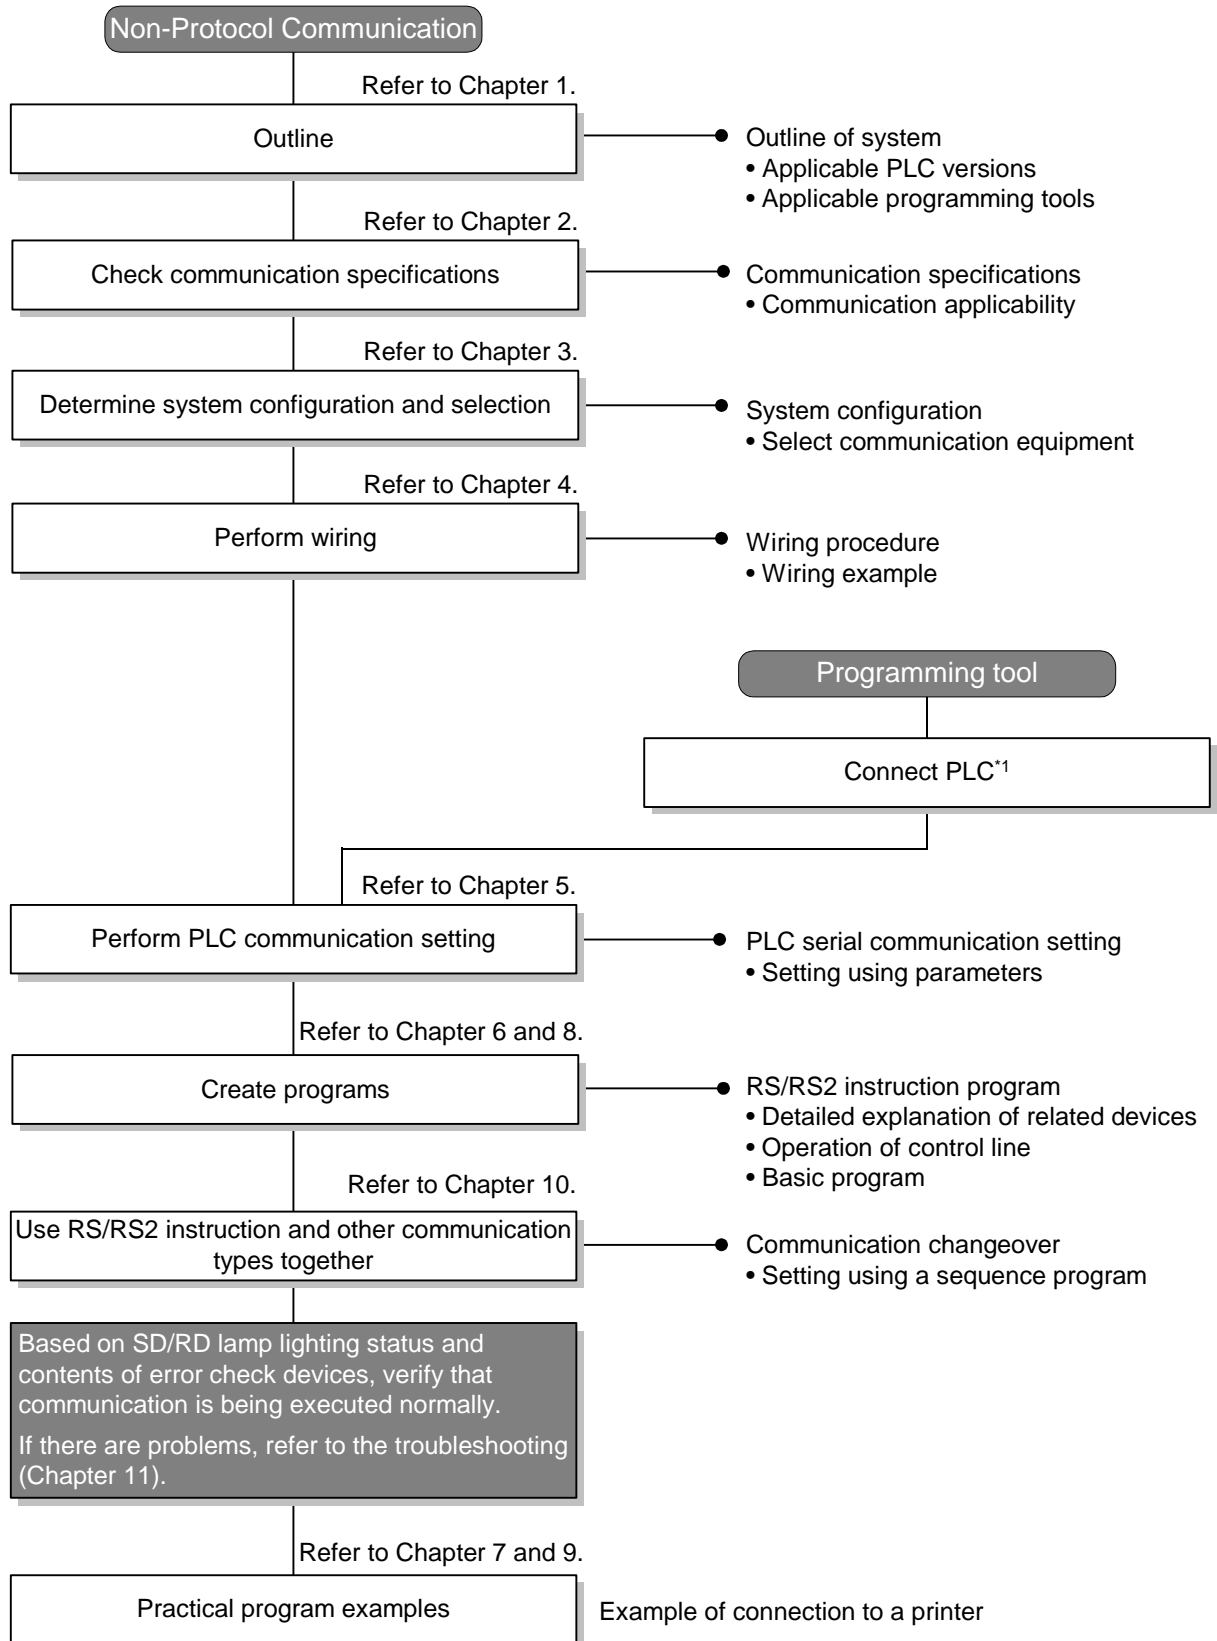 Non-Protocol Communication
Refer to Chapter 1.
Outline
Outline of system
• Applicable PLC versions
• Applicable programming tools
Refer to Chapter 2.
Check communication specifications
Communication specifications
• Communication applicability
Refer to Chapter 3.
Determine system configuration and selection
System configuration
• Select communication equipment
Refer to Chapter 4.
Perform wiring
Wiring procedure
• Wiring example
Programming tool
Connect PLC*1
Refer to Chapter 5.
Perform PLC communication setting
PLC serial communication setting
• Setting using parameters
Refer to Chapter 6 and 8.
Create programs
RS/RS2 instruction program
• Detailed explanation of related devices
• Operation of control line
• Basic program
Refer to Chapter 10.
Use RS/RS2 instruction and other communication
types together
Communication changeover
• Setting using a sequence program
Based on SD/RD lamp lighting status and
contents of error check devices, verify that
communication is being executed normally.
If there are problems, refer to the troubleshooting
(Chapter 11).
Refer to Chapter 7 and 9.
Practical program examples
Example of connection to a printer